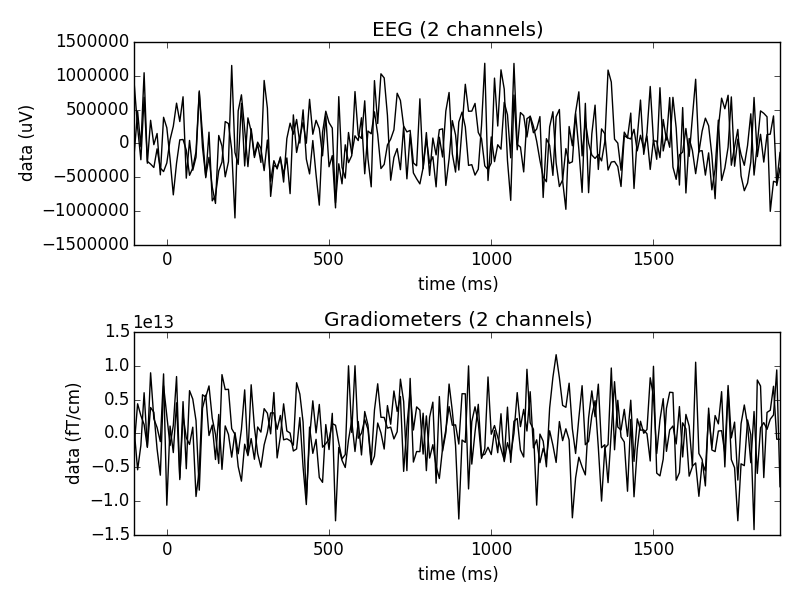 EEG (2 channels)
1500000
1000000
500000
0
−500000
−1000000
−1500000
data (uV)
0 500 1000 1500
time (ms)
Gradiometers (2 channels)
1e13
1.5
1.0
0.5
0.0
−0.5
−1.0
−1.5
data (fT/cm)
0 500 1000 1500
time (ms)